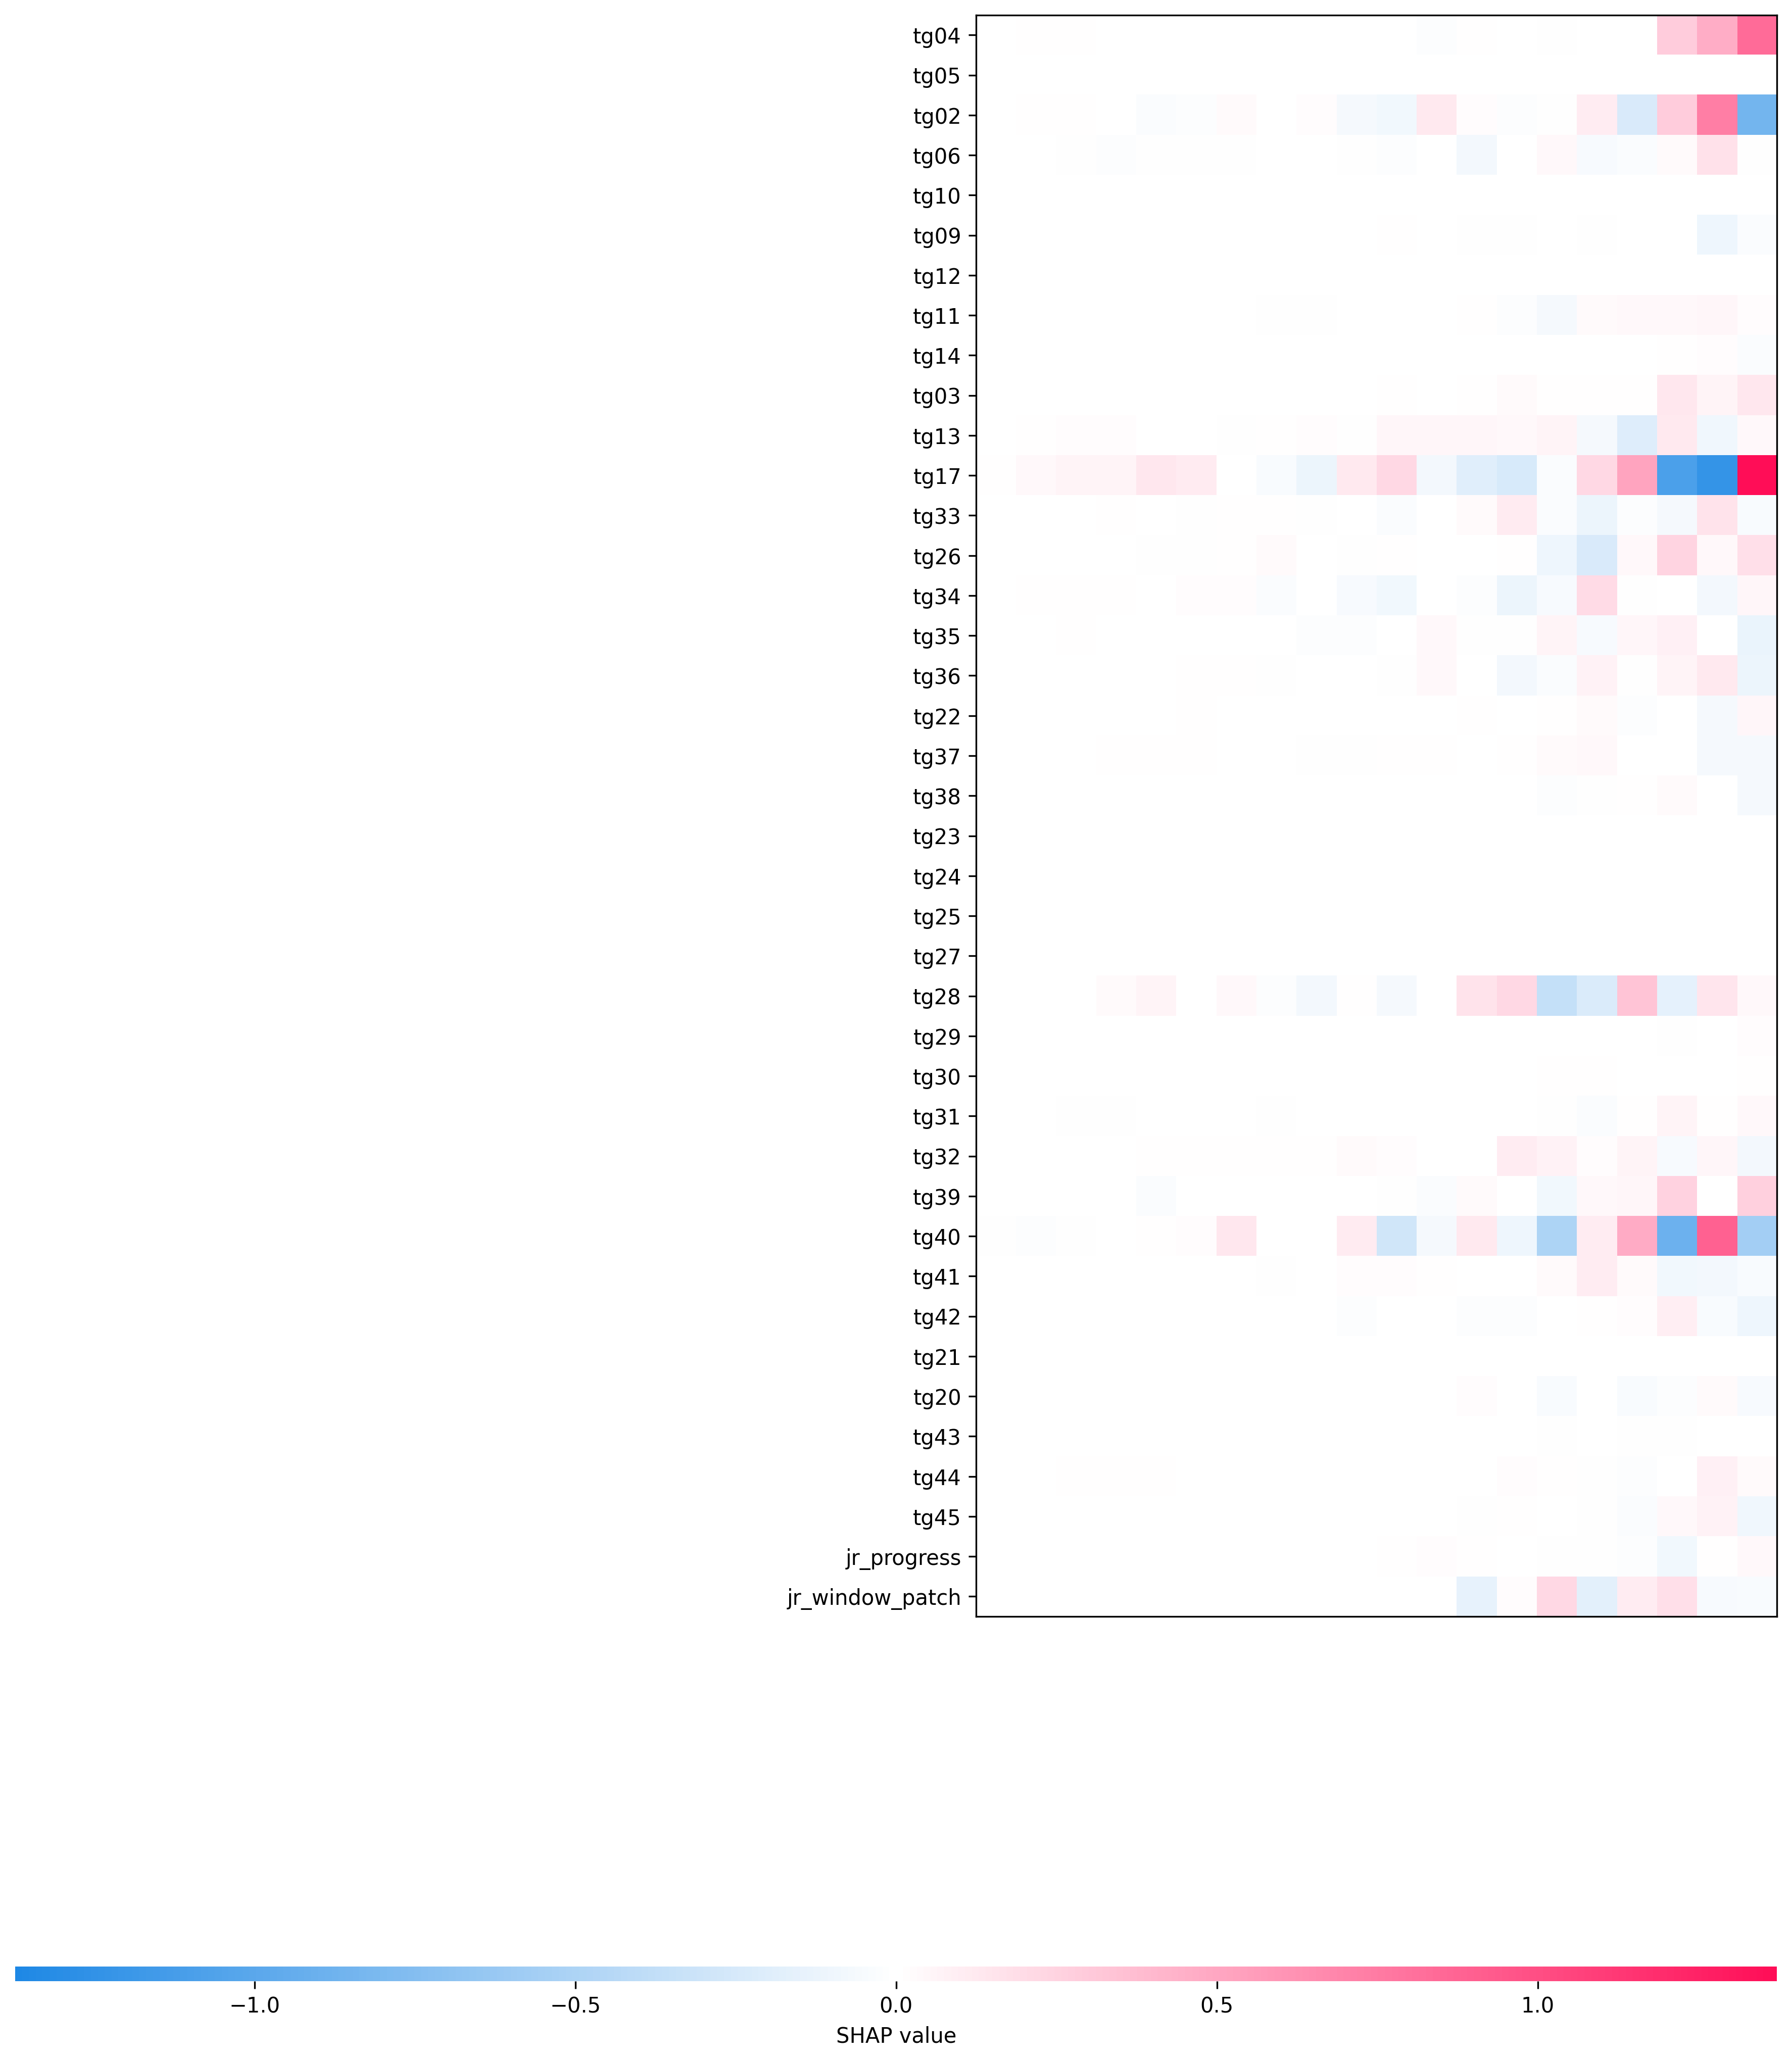 tg04
tg05
tg02
tg06
tg10
tg09
tg12
tg11
tg14
tg03
tg13
tg17
tg33
tg26
tg34
tg35
tg36
tg22
tg37
tg38
tg23
tg24
tg25
tg27
tg28
tg29
tg30
tg31
tg32
tg39
tg40
tg41
tg42
tg21
tg20
tg43
tg44
tg45
jr_progress
jr_window_patch
−1.0 −0.5 0.0 0.5 1.0
SHAP value